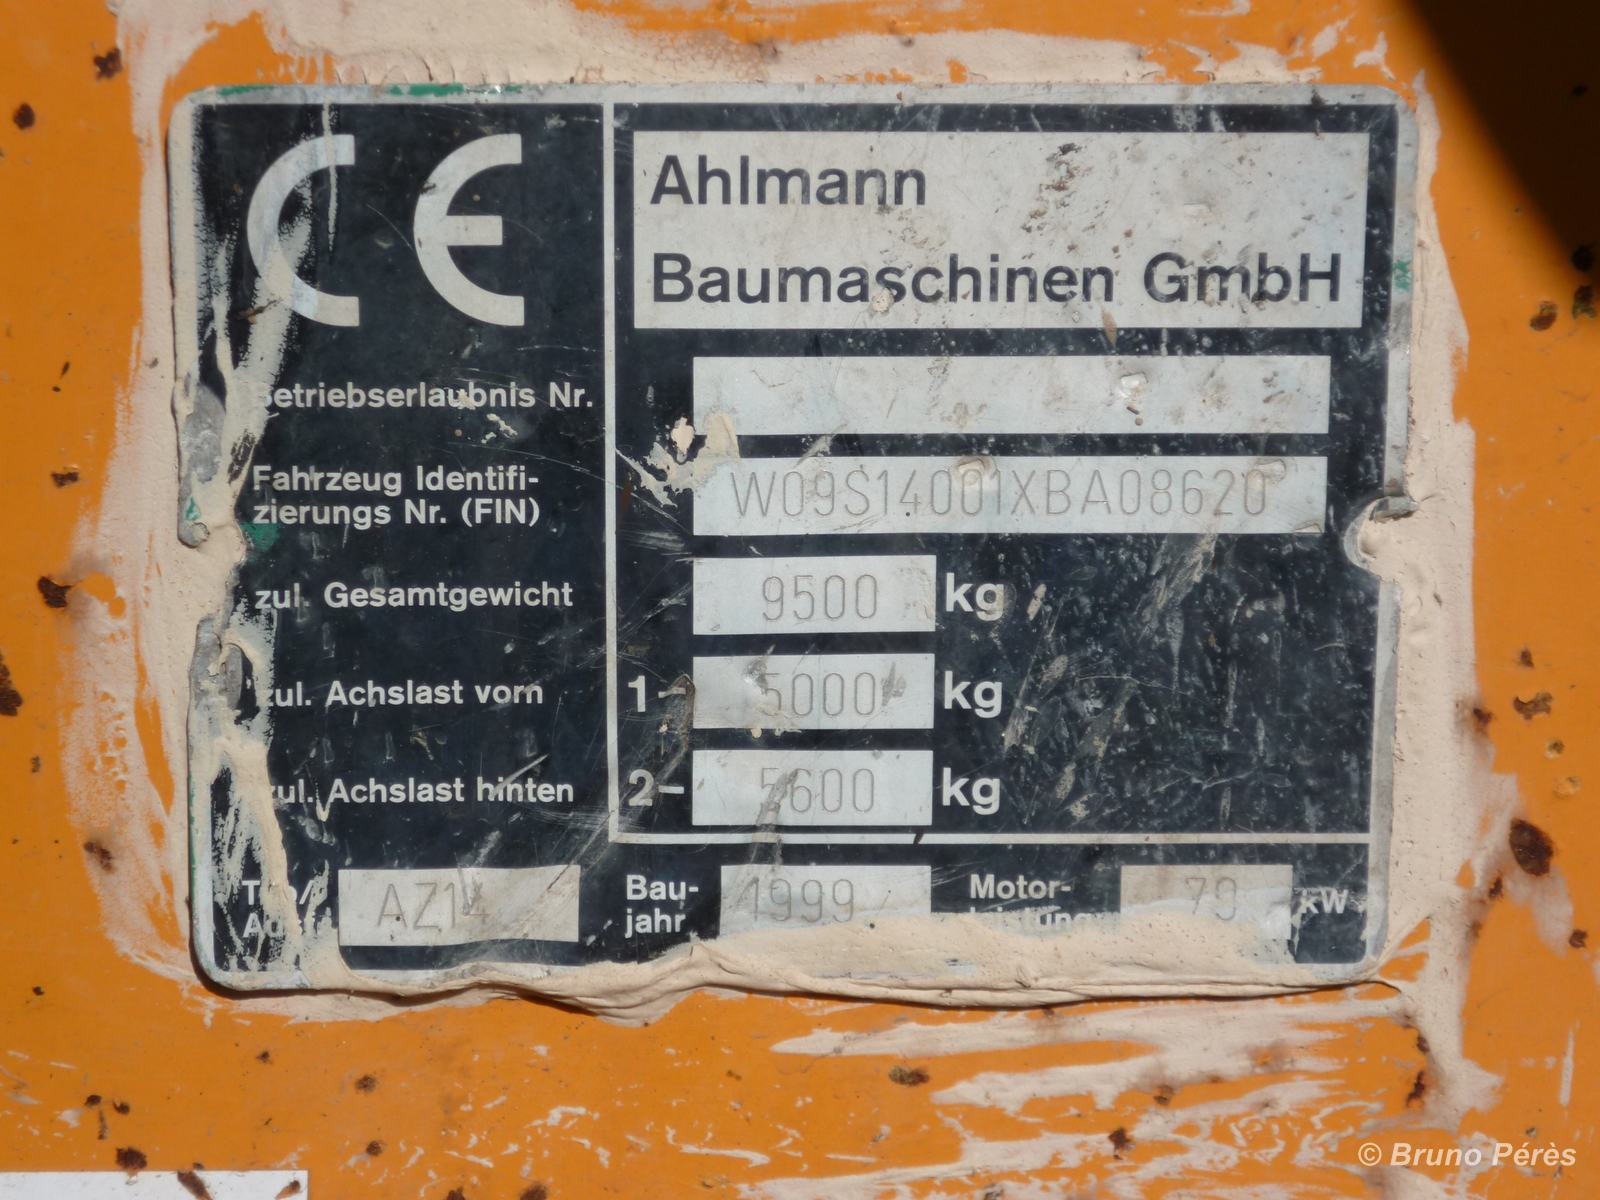 CE
Ahlmann
Baumaschinen GmbH
Betriebserlaubnis Nr.
Fahrzeug Identifi-
zierungs Nr. (FIN)
W09S14001XBA08620
zul. Gesamtgewicht 9500 kg
zul. Achslast vorn 1- 5000 kg
zul. Achslast hinten 2- 5600 kg
AZ14
Bau-
jahr
1999
Motor-
leistung
79 kW
© Bruno Pérès